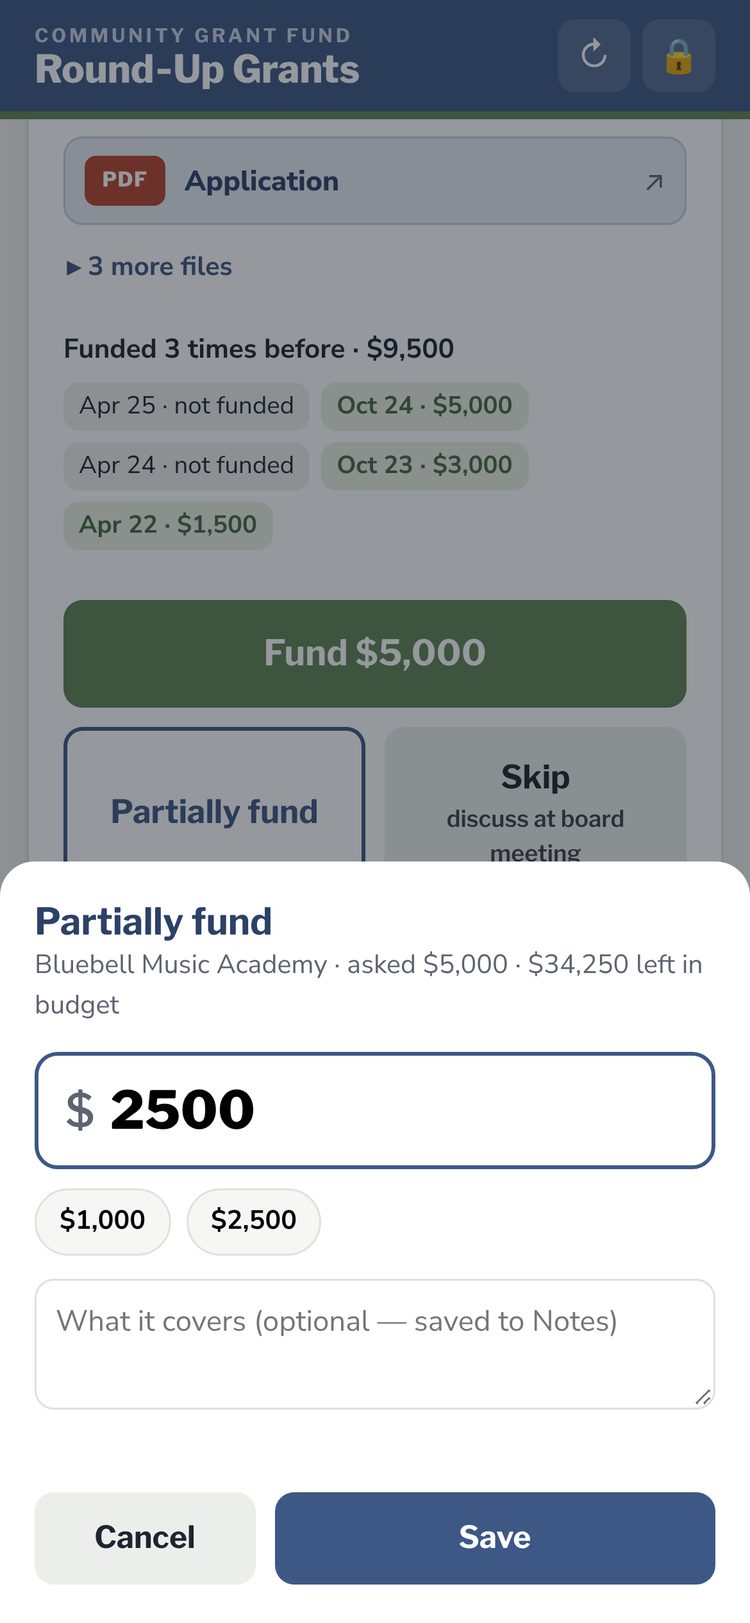 COMMUNITY GRANT FUND
Round-Up Grants
PDF Application
3 more files
Funded 3 times before · $9,500
Apr 25 · not funded
Oct 24 · $5,000
Apr 24 · not funded
Oct 23 · $3,000
Apr 22 · $1,500
Fund $5,000
Partially fund
Skip
discuss at board
meeting
Partially fund
Bluebell Music Academy · asked $5,000 · $34,250 left in
budget
$ 2500
$1,000
$2,500
What it covers (optional — saved to Notes)
Cancel
Save